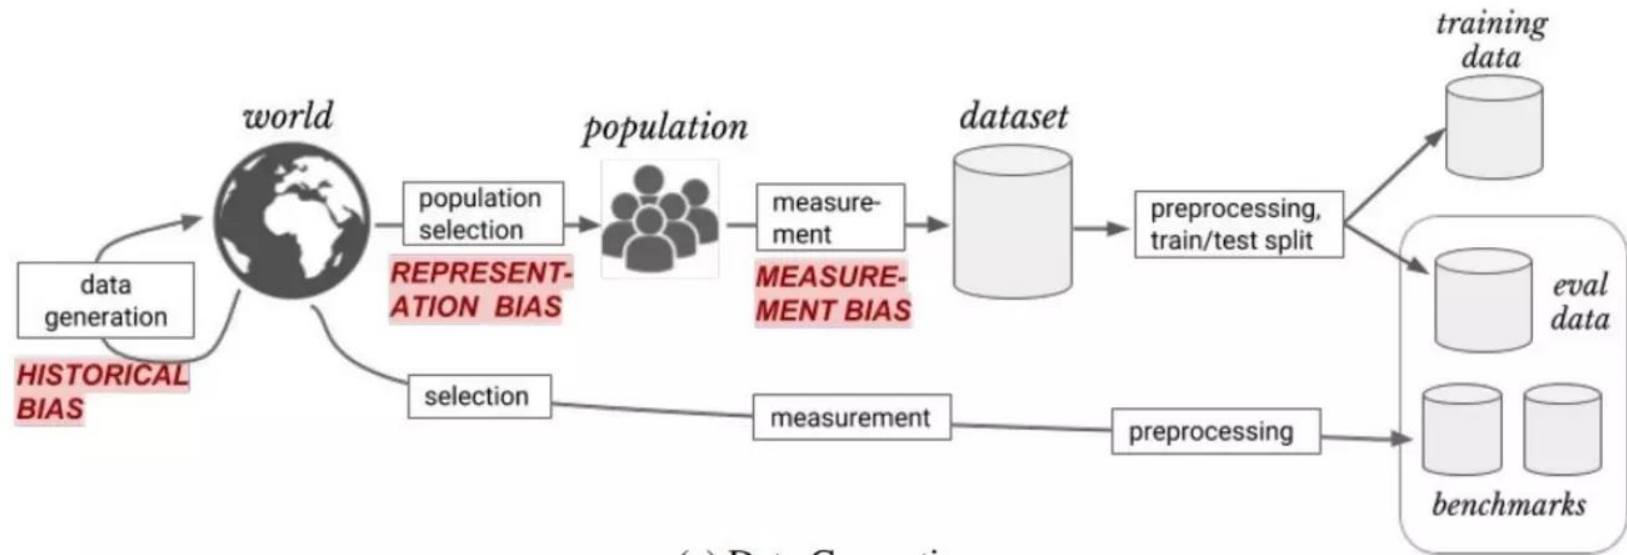 training
data
world
population
dataset
population
selection
measure-
ment
preprocessing,
train/test split
REPRESENT-
ATION BIAS
MEASURE-
MENT BIAS
data
generation
eval
data
HISTORICAL
BIAS
selection
measurement
preprocessing
benchmarks